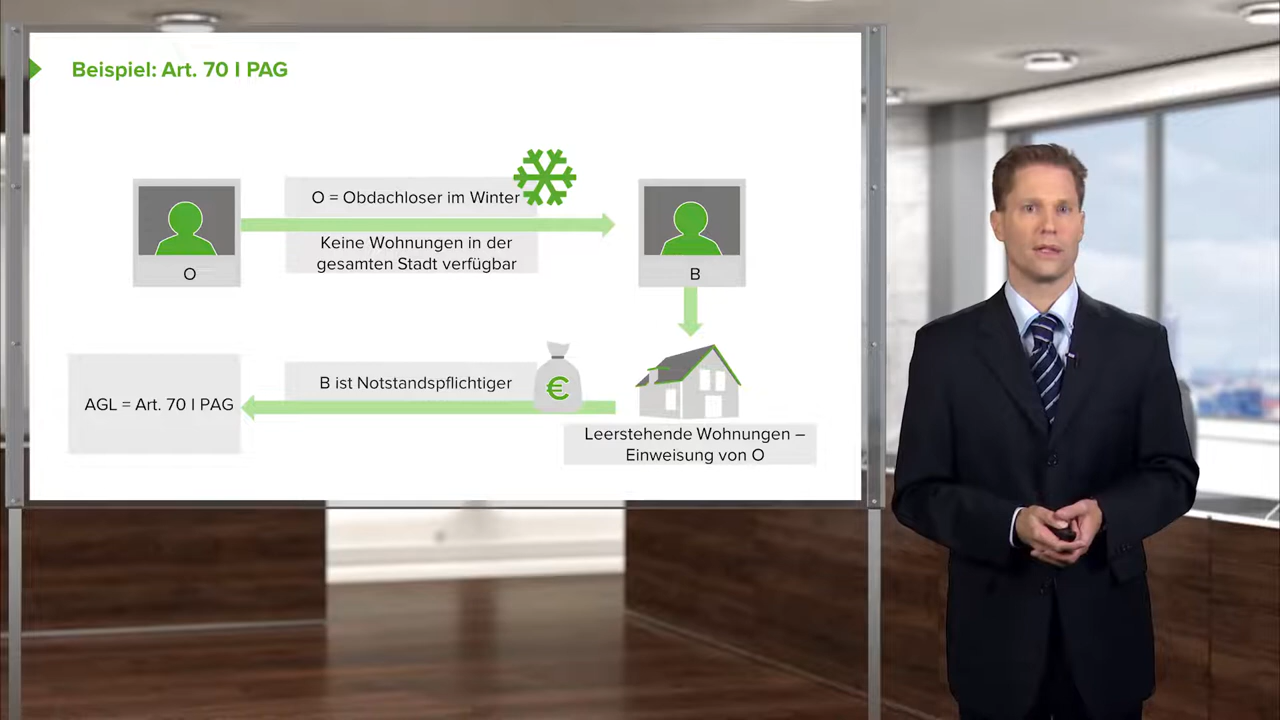 Beispiel: Art. 70 I PAG
O = Obdachloser im Winter
Keine Wohnungen in der
gesamten Stadt verfügbar
O
B
B ist Notstandspflichtiger
€
AGL = Art. 70 I PAG
Leerstehende Wohnungen –
Einweisung von O